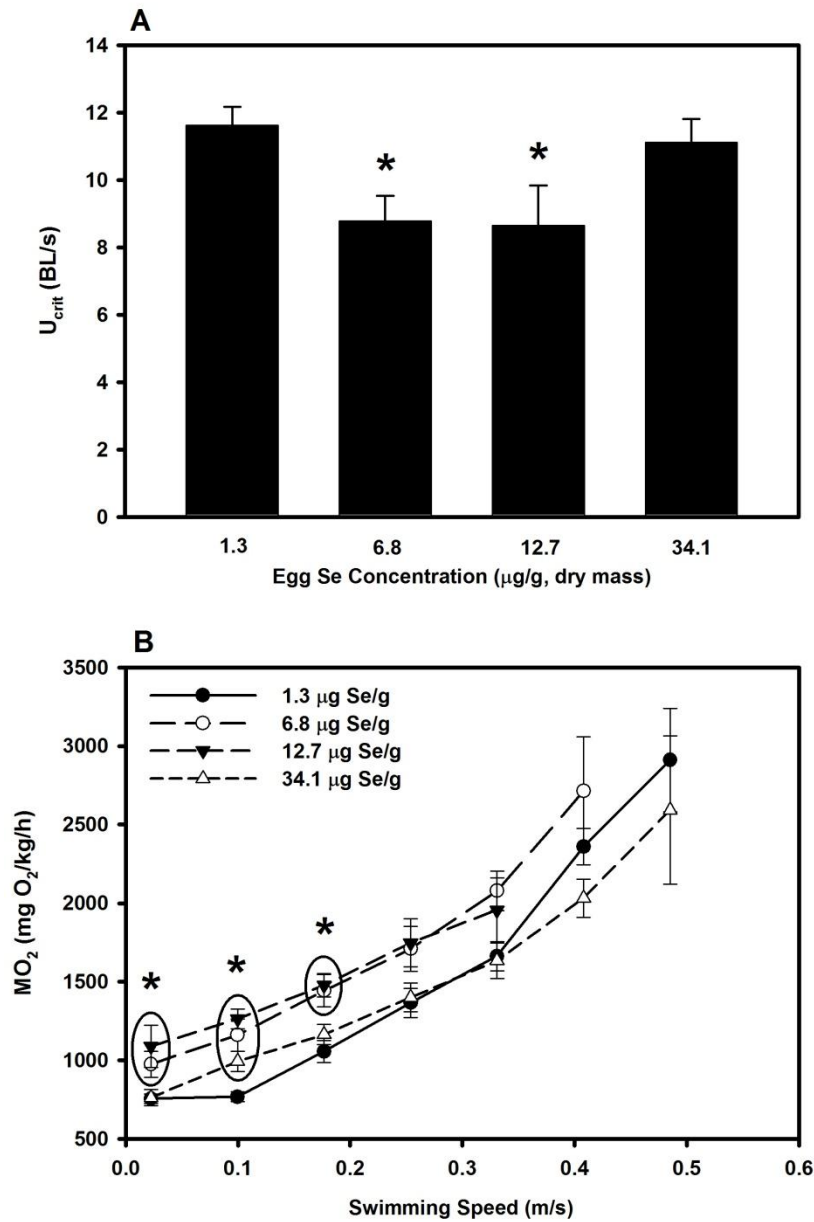 A
14
12
10
8
6
4
2
0
U_crit (BL/s)
* *
1.3 6.8 12.7 34.1
Egg Se Concentration (μg/g, dry mass)
B
3500
3000
2500
2000
1500
1000
500
MO₂ (mg O₂/kg/h)
1.3 μg Se/g
6.8 μg Se/g
12.7 μg Se/g
34.1 μg Se/g
* * *
0.0 0.1 0.2 0.3 0.4 0.5 0.6
Swimming Speed (m/s)